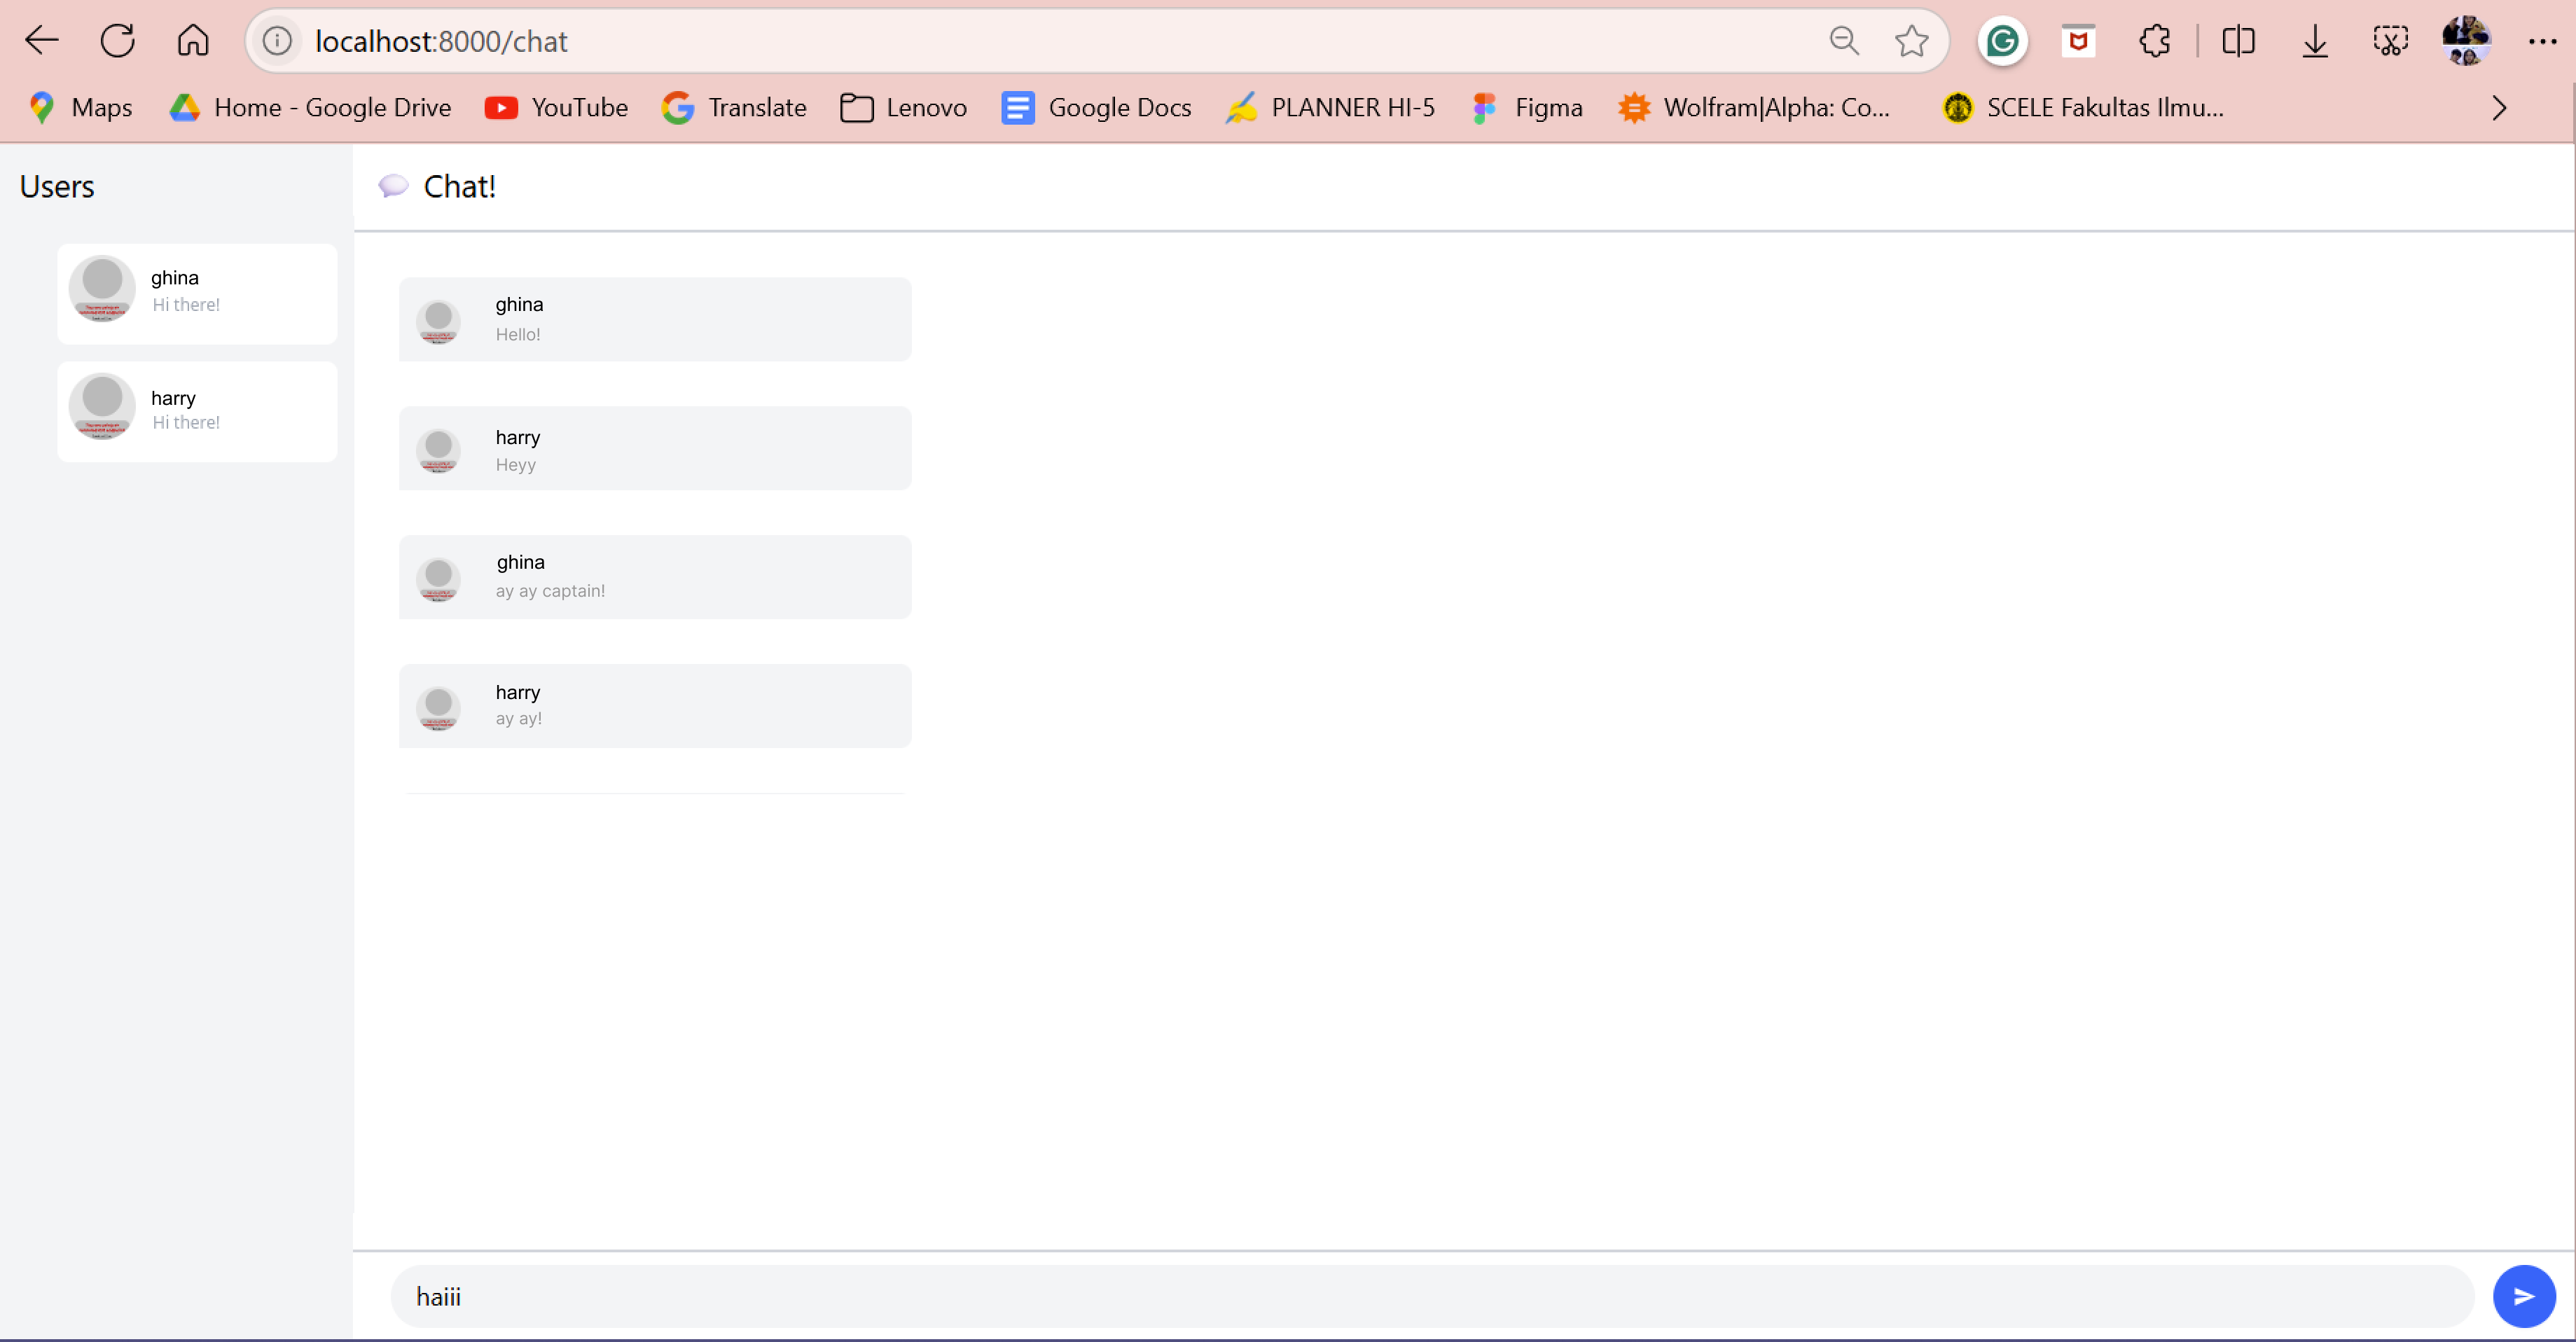 localhost:8000/chat
Maps Home - Google Drive YouTube Translate Lenovo Google Docs PLANNER HI-5 Figma Wolfram|Alpha: Co... SCELE Fakultas Ilmu...
Users
ghina
Hi there!
harry
Hi there!
Chat!
ghina
Hello!
harry
Heyy
ghina
ay ay captain!
harry
ay ay!
haiii